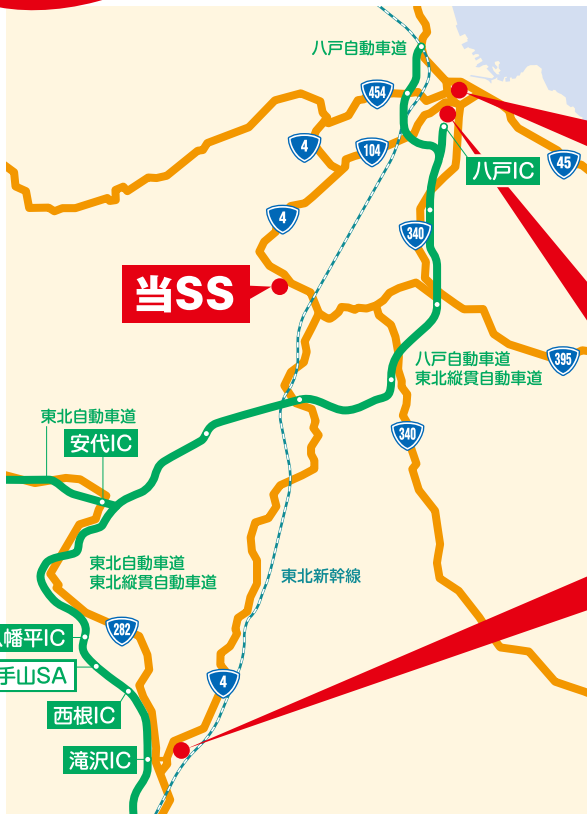 八戸自動車道
454
4
104
45
八戸IC
4
340
当SS
395
八戸自動車道
東北縦貫自動車道
東北自動車道
安代IC
340
東北自動車道
東北縦貫自動車道
東北新幹線
282
幡平IC
手山SA
4
西根IC
滝沢IC